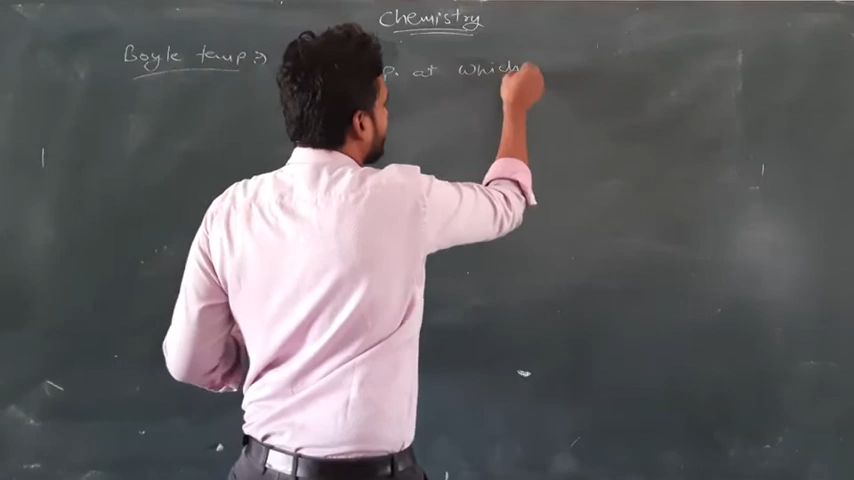 Chemistry
Boyle temp :→ p. at which